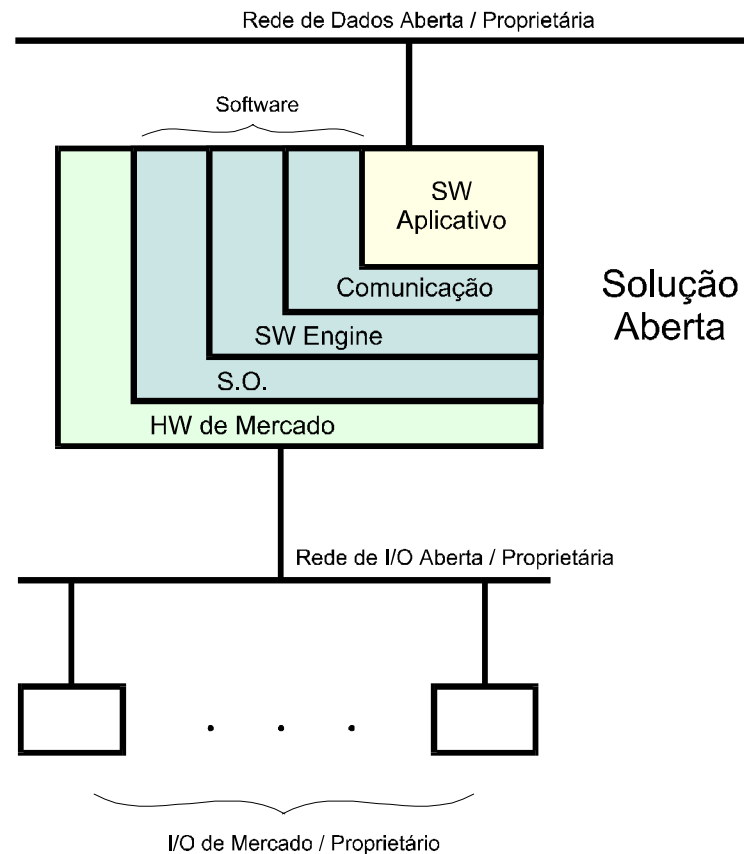 Rede de Dados Aberta / Proprietária
Software
SW
Aplicativo
Comunicação
SW Engine
S.O.
HW de Mercado
Solução
Aberta
Rede de I/O Aberta / Proprietária
. . .
I/O de Mercado / Proprietário